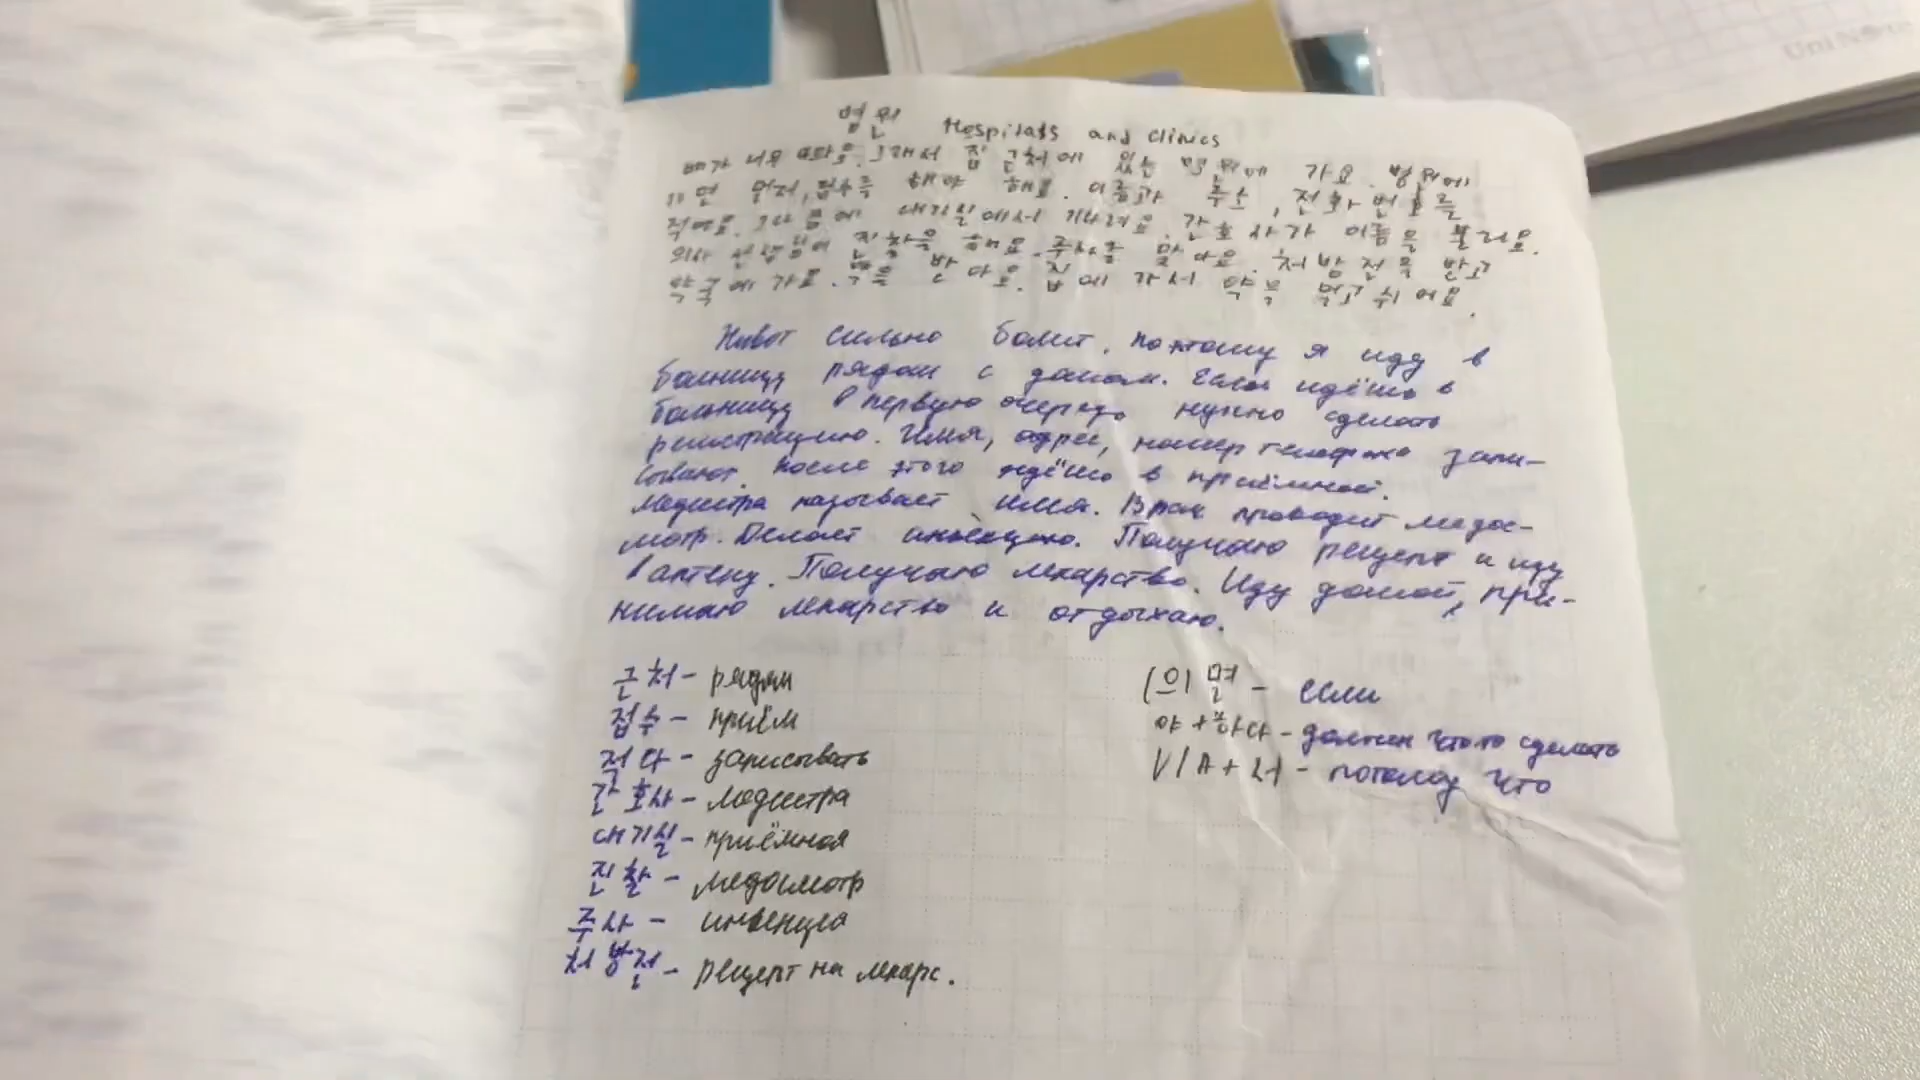 UniNote
병원 Hospitals and clinics
배가 너무 아파요. 그래서 집 근처에 있는 병원에 가요. 병원에
가면 먼저, 접수를 해야 해요. 이름과 주소, 전화번호를
적어요. 그 다음에 대기실에서 기다려요. 간호사가 이름을 불러요.
의사 선생님이 진찰을 해요. 주사를 맞아요. 처방전을 받고
약국에 가요. 약을 받아요. 집에 가서 약을 먹고 쉬어요.
Живот сильно болит, поэтому я иду в
больницу рядом с домом. Если идёшь в
больницу в первую очередь нужно сделать
регистрацию. Имя, адрес, номер телефона запи-
сывают. После этого ждёшь в приёмной.
Медсестра называет имя. Врач проводит медос-
мотр. Делает инъекцию. Получаю рецепт и иду
в аптеку. Получаю лекарство. Иду домой, при-
нимаю лекарство и отдыхаю.
근처 - рядом
접수 - приём
적다 - записывать
간호사 - медсестра
대기실 - приёмная
진찰 - медосмотр
주사 - инъекция
처방전 - рецепт на лекарс.
(으)면 - если
야 + 하다 - должен что то сделать
V/A + 서 - потому что